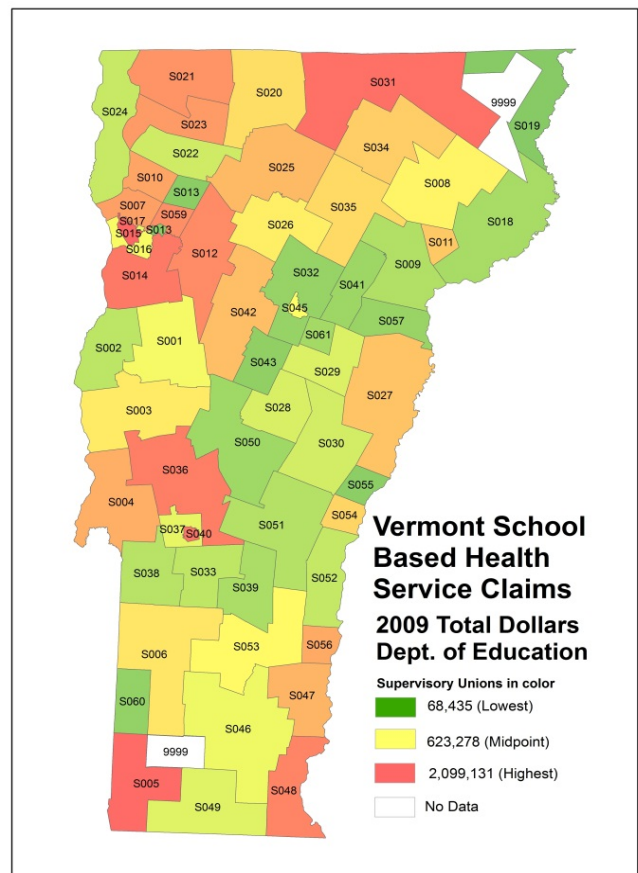 S021
S020
S031
9999
S024
S023
S019
S022
S034
S025
S010
S013
S008
S007
S059
S017
S015
S013
S016
S026
S035
S011
S018
S012
S014
S032
S041
S009
S042
S045
S057
S061
S002
S001
S043
S029
S027
S003
S028
S050
S030
S036
S055
S004
S037
S040
S051
S054
S038
S033
S039
S052
S053
S056
S006
S060
S047
S046
9999
S005
S048
S049
Vermont School
Based Health
Service Claims
2009 Total Dollars
Dept. of Education
Supervisory Unions in color
68,435 (Lowest)
623,278 (Midpoint)
2,099,131 (Highest)
No Data